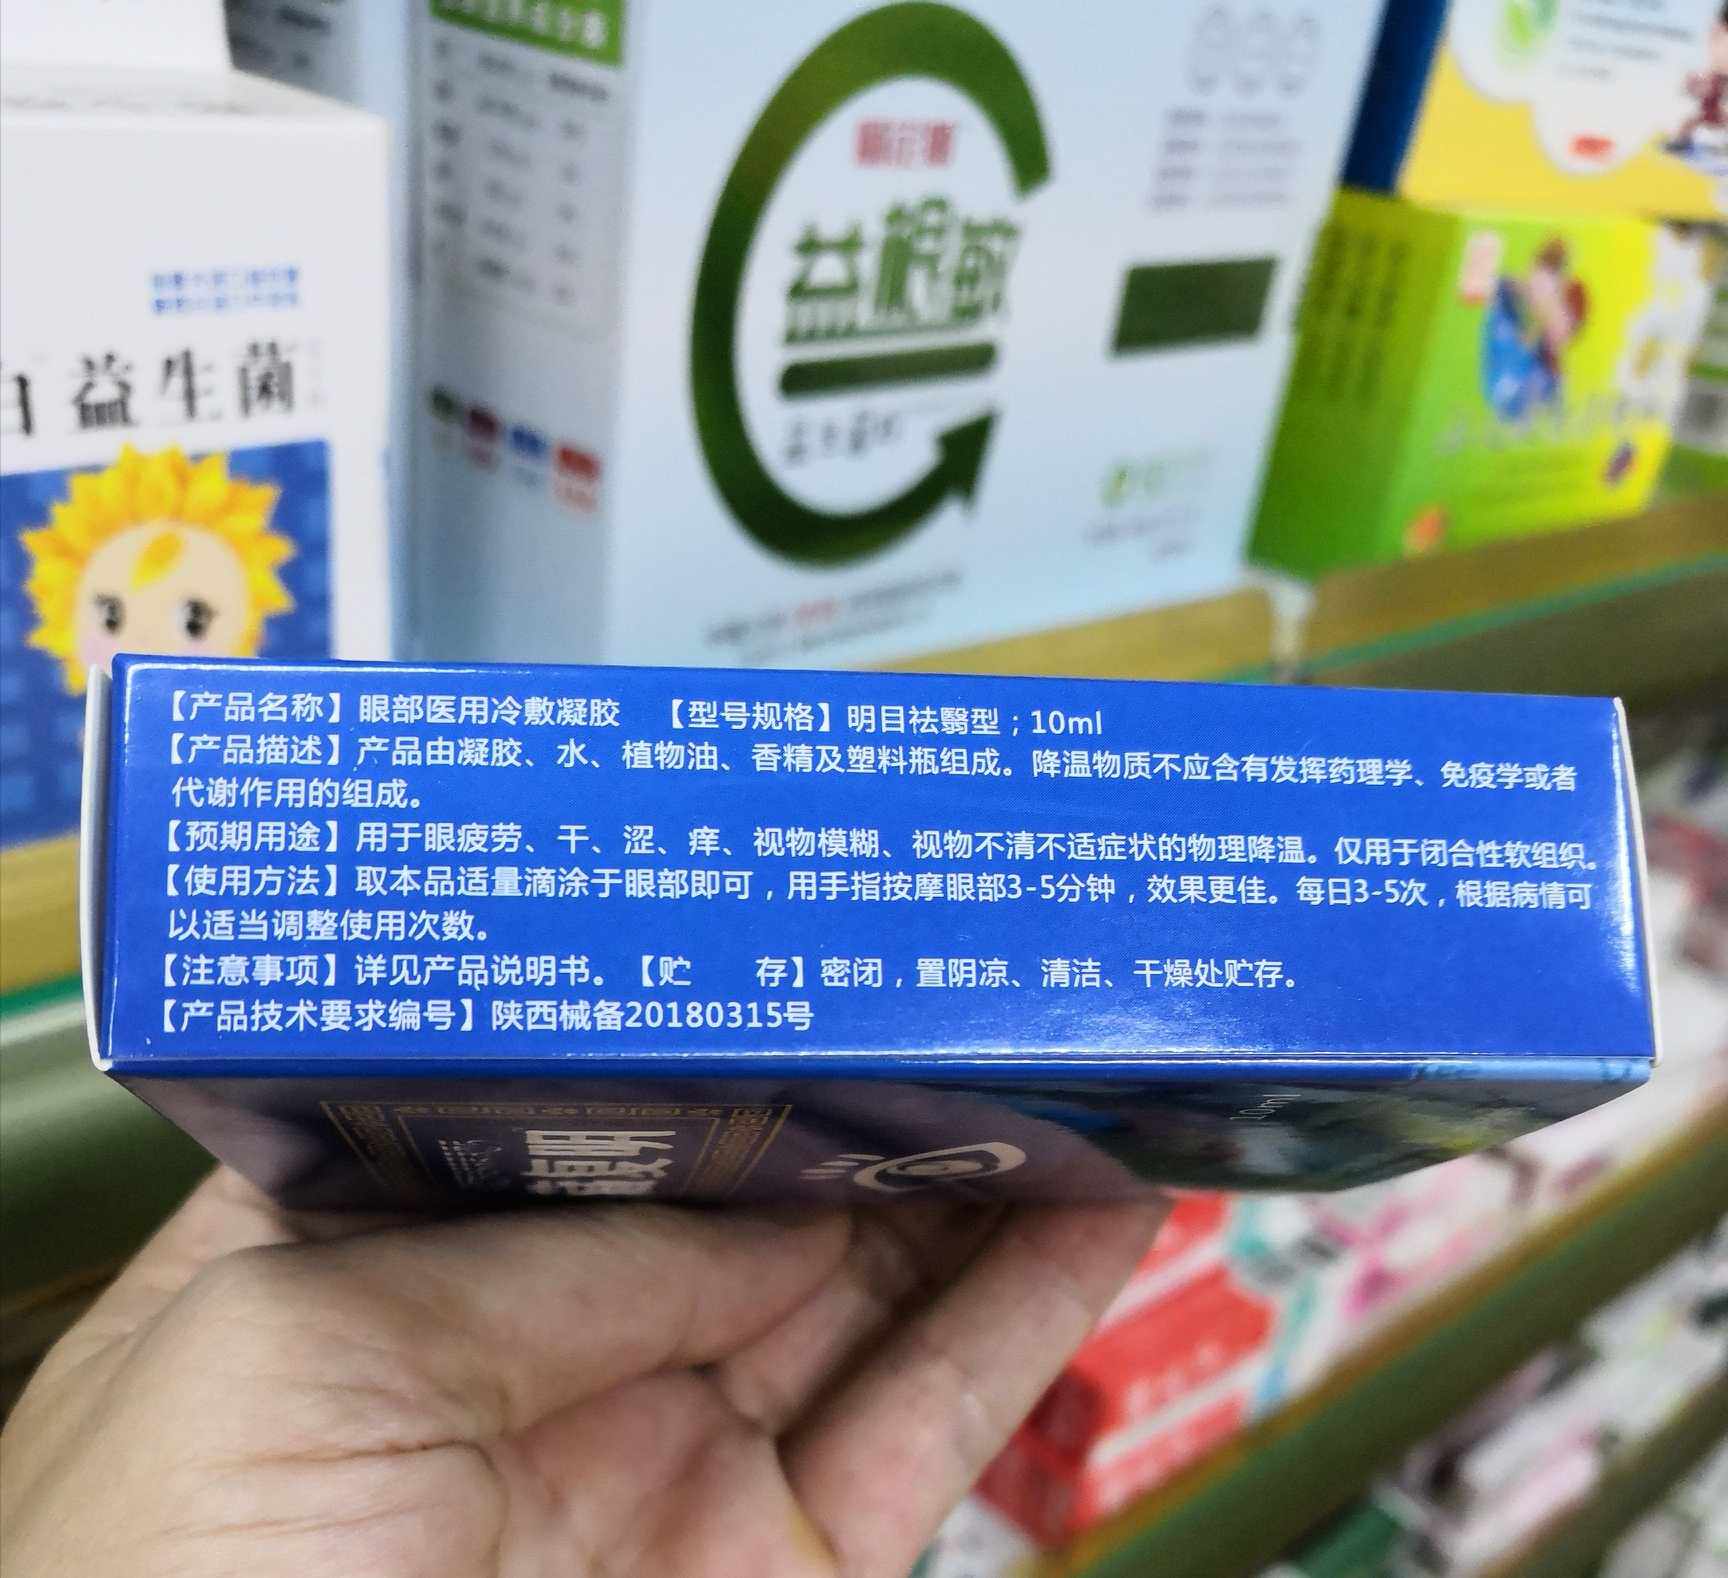 益生菌
益
【产品名称】眼部医用冷敷凝胶 【型号规格】明目祛翳型；10ml
【产品描述】产品由凝胶、水、植物油、香精及塑料瓶组成。降温物质不应含有发挥药理学、免疫学或者
代谢作用的组成。
【预期用途】用于眼疲劳、干、涩、痒、视物模糊、视物不清不适症状的物理降温。仅用于闭合性软组织。
【使用方法】取本品适量滴涂于眼部即可，用手指按摩眼部3-5分钟，效果更佳。每日3-5次，根据病情可
以适当调整使用次数。
【注意事项】详见产品说明书。【贮 存】密闭，置阴凉、清洁、干燥处贮存。
【产品技术要求编号】陕西械备20180315号
10ml